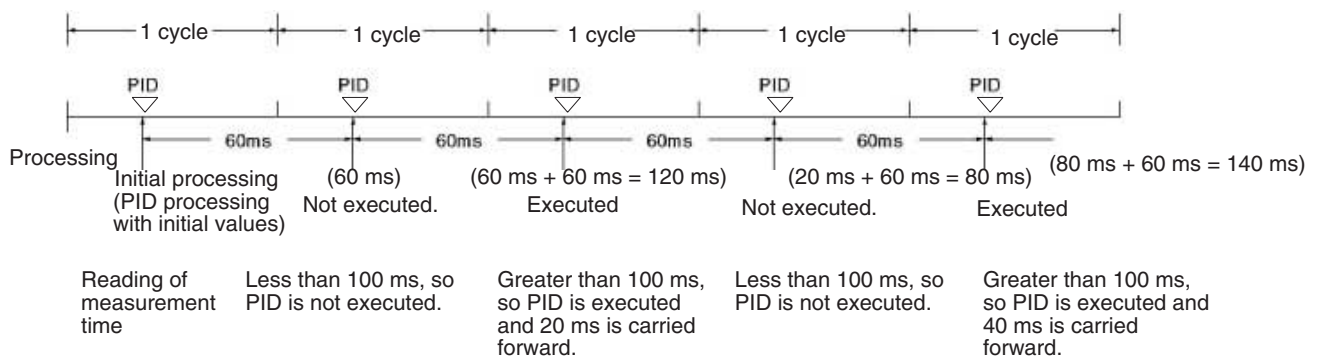 1 cycle 1 cycle 1 cycle 1 cycle 1 cycle
PID PID PID PID PID
60ms 60ms 60ms 60ms
Processing
Initial processing
(PID processing
with initial values)
(60 ms)
Not executed.
(60 ms + 60 ms = 120 ms)
Executed
(20 ms + 60 ms = 80 ms)
Not executed.
(80 ms + 60 ms = 140 ms)
Executed
Reading of
measurement
time
Less than 100 ms, so
PID is not executed.
Greater than 100 ms,
so PID is executed
and 20 ms is carried
forward.
Less than 100 ms, so
PID is not executed.
Greater than 100 ms,
so PID is executed and
40 ms is carried
forward.